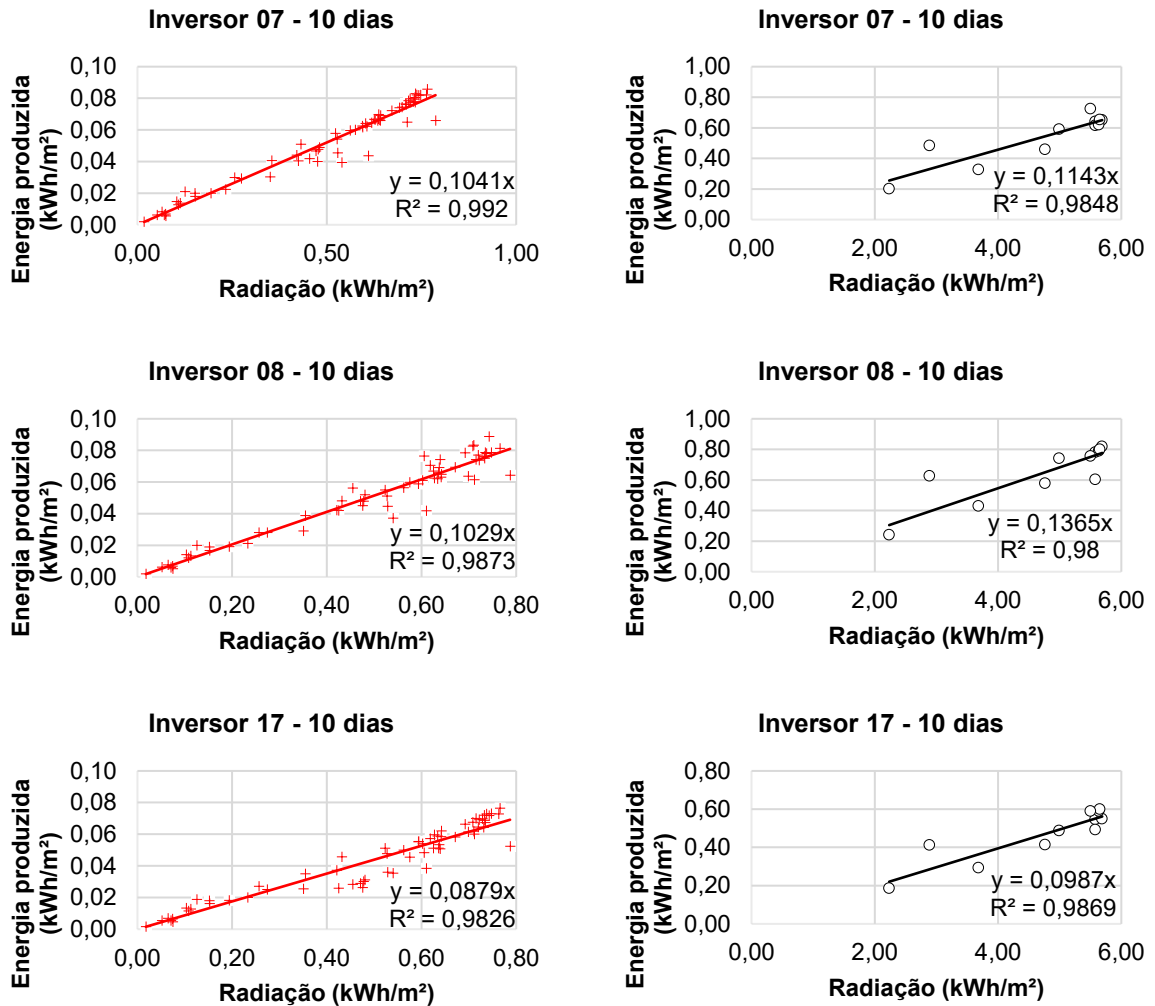 Inversor 07 - 10 dias
Energia produzida
(kWh/m²)
0,10
0,08
0,06
0,04
0,02
0,00
y = 0,1041x
R² = 0,992
0,00 0,50 1,00
Radiação (kWh/m²)
Inversor 07 - 10 dias
Energia produzida
(kWh/m²)
1,00
0,80
0,60
0,40
0,20
0,00
y = 0,1143x
R² = 0,9848
0,00 2,00 4,00 6,00
Radiação (kWh/m²)
Inversor 08 - 10 dias
Energia produzida
(kWh/m²)
0,10
0,08
0,06
0,04
0,02
0,00
y = 0,1029x
R² = 0,9873
0,00 0,20 0,40 0,60 0,80
Radiação (kWh/m²)
Inversor 08 - 10 dias
Energia produzida
(kWh/m²)
1,00
0,80
0,60
0,40
0,20
0,00
y = 0,1365x
R² = 0,98
0,00 2,00 4,00 6,00
Radiação (kWh/m²)
Inversor 17 - 10 dias
Energia produzida
(kWh/m²)
0,10
0,08
0,06
0,04
0,02
0,00
y = 0,0879x
R² = 0,9826
0,00 0,20 0,40 0,60 0,80
Radiação (kWh/m²)
Inversor 17 - 10 dias
Energia produzida
(kWh/m²)
0,80
0,60
0,40
0,20
0,00
y = 0,0987x
R² = 0,9869
0,00 2,00 4,00 6,00
Radiação (kWh/m²)